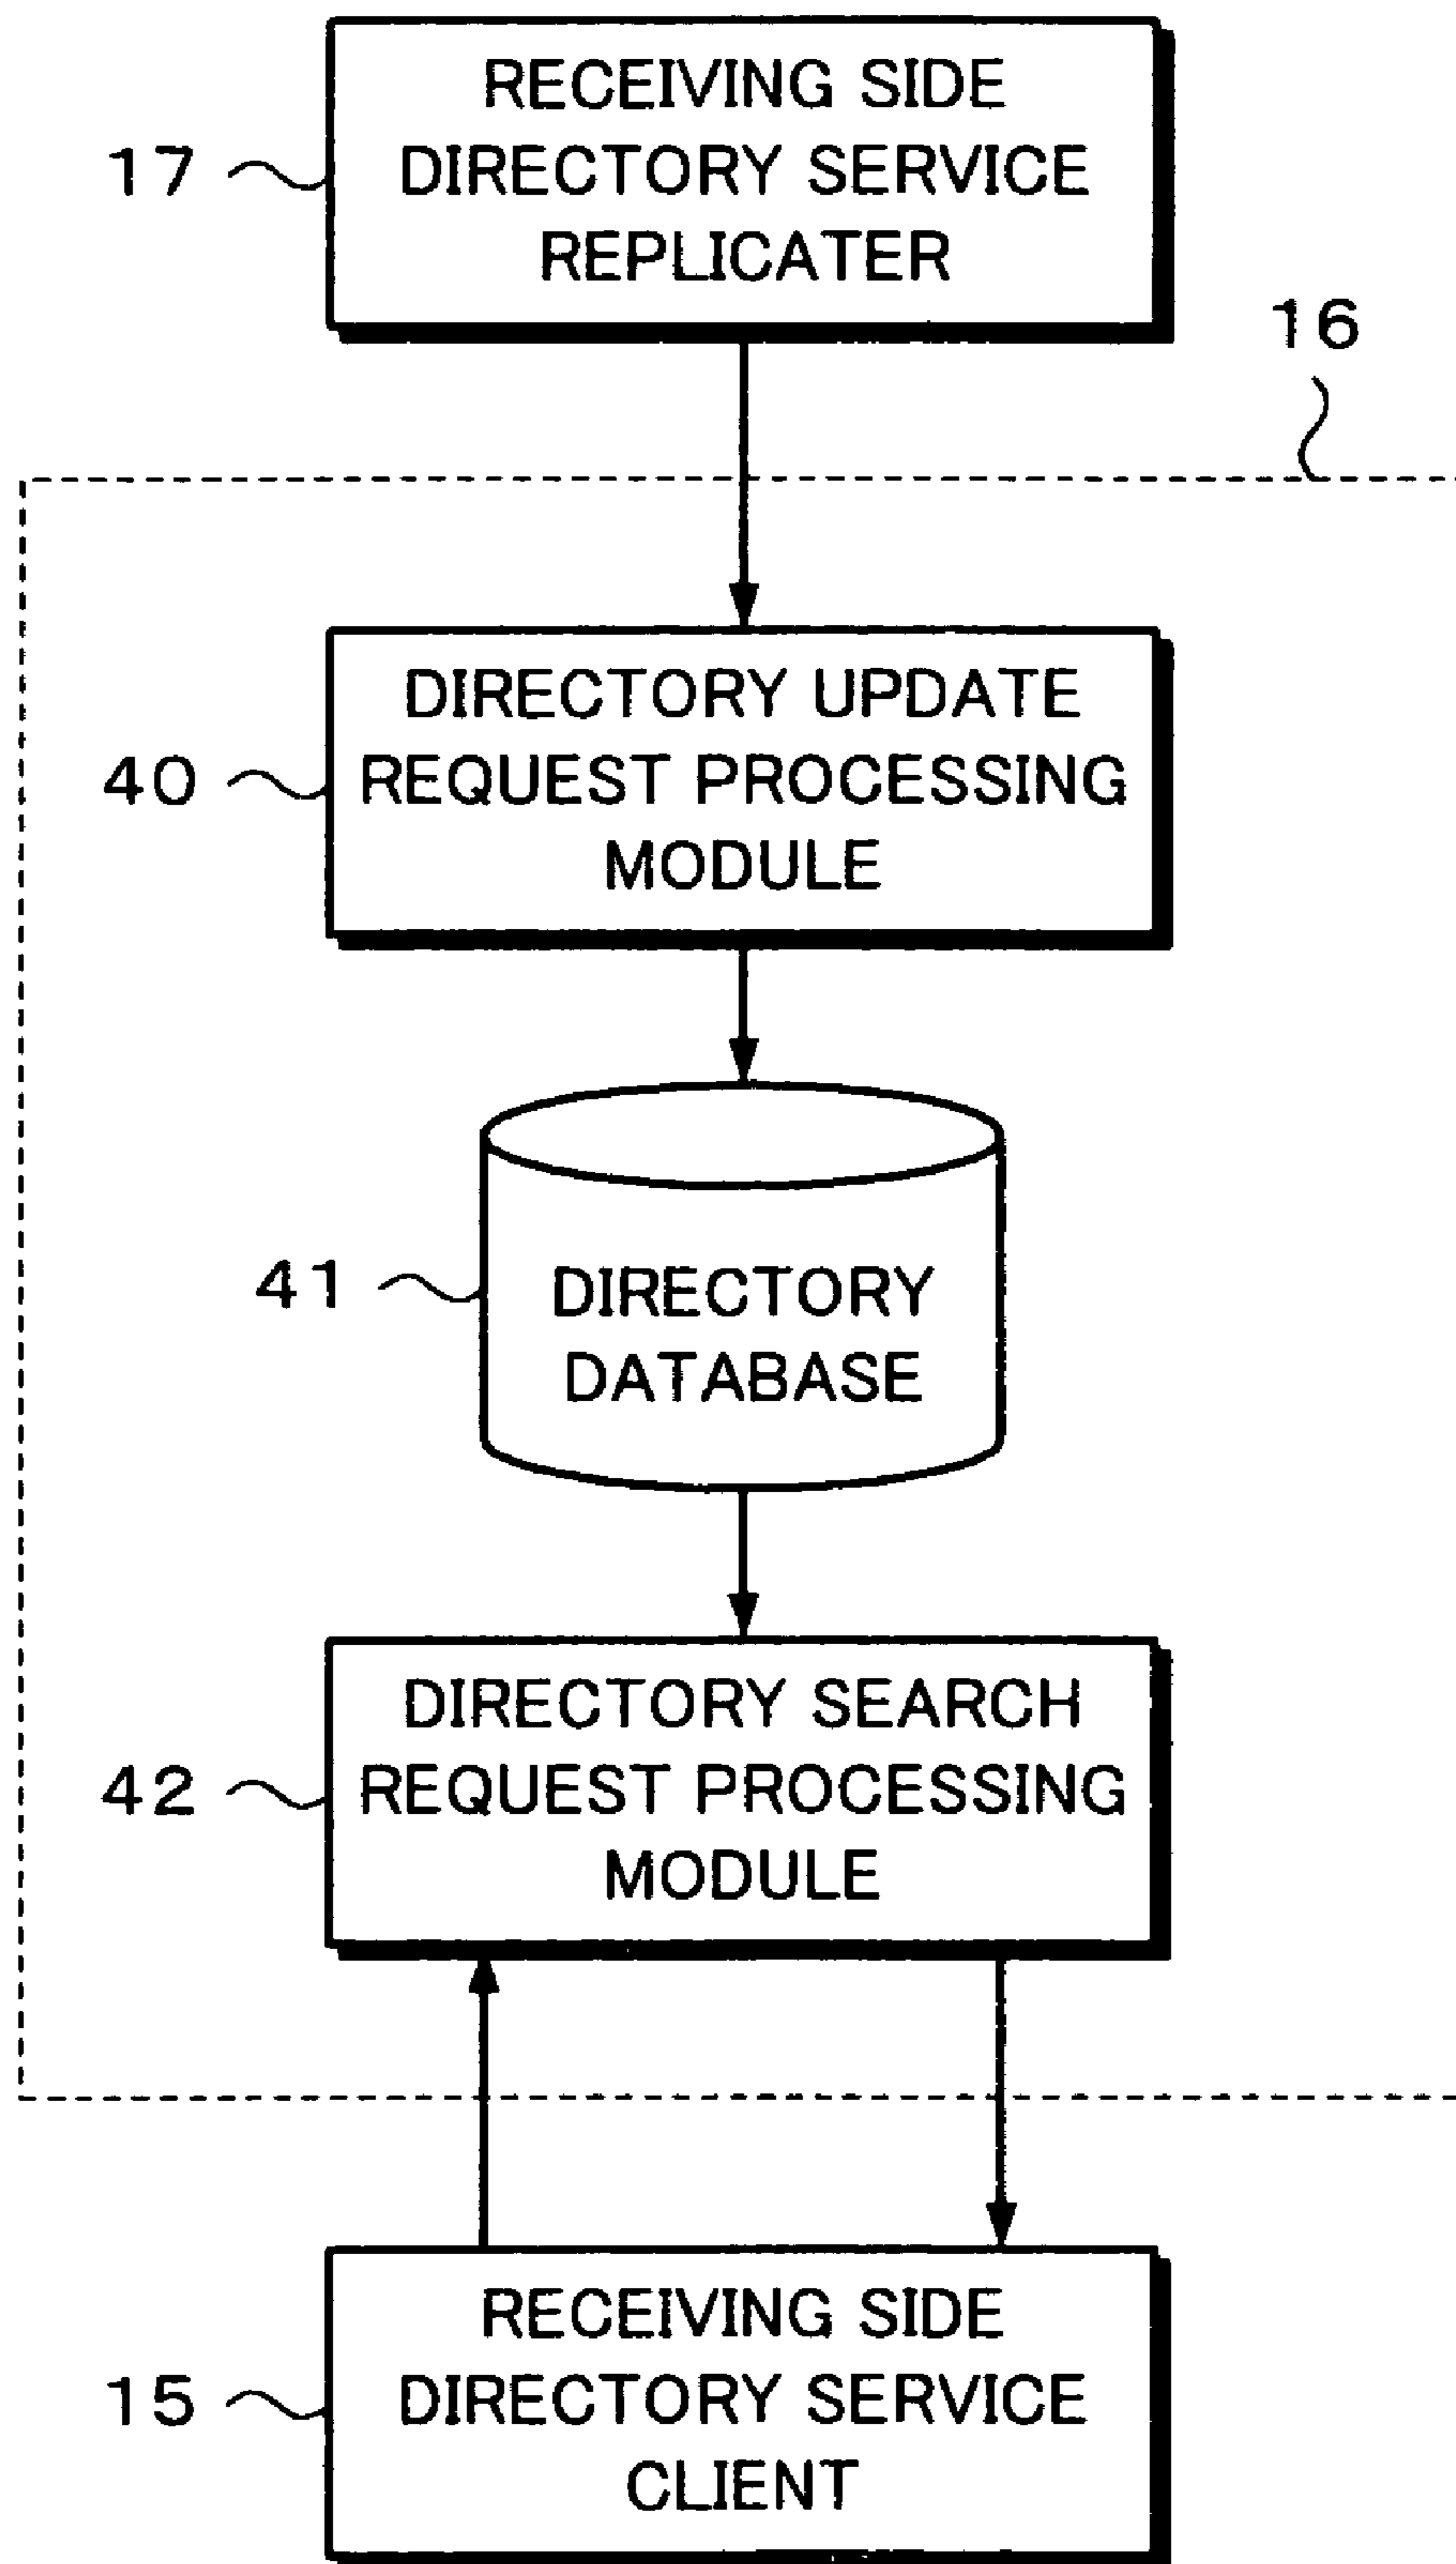 RECEIVING SIDE
DIRECTORY SERVICE
REPLICATER
17
16
DIRECTORY UPDATE
REQUEST PROCESSING
MODULE
40
41
DIRECTORY
DATABASE
DIRECTORY SEARCH
REQUEST PROCESSING
MODULE
42
RECEIVING SIDE
DIRECTORY SERVICE
CLIENT
15